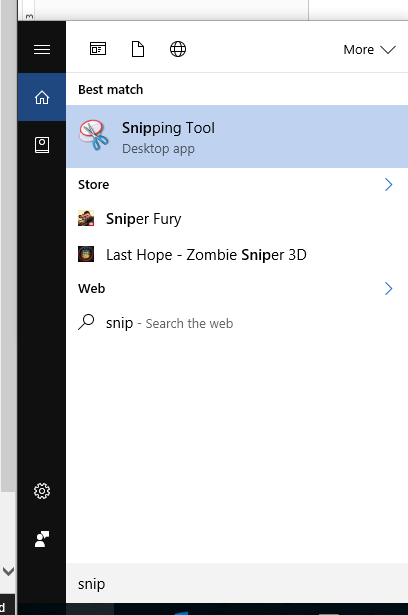 3
More
Best match
Snipping Tool
Desktop app
Store
Sniper Fury
Last Hope - Zombie Sniper 3D
Web
snip - Search the web
snip
d